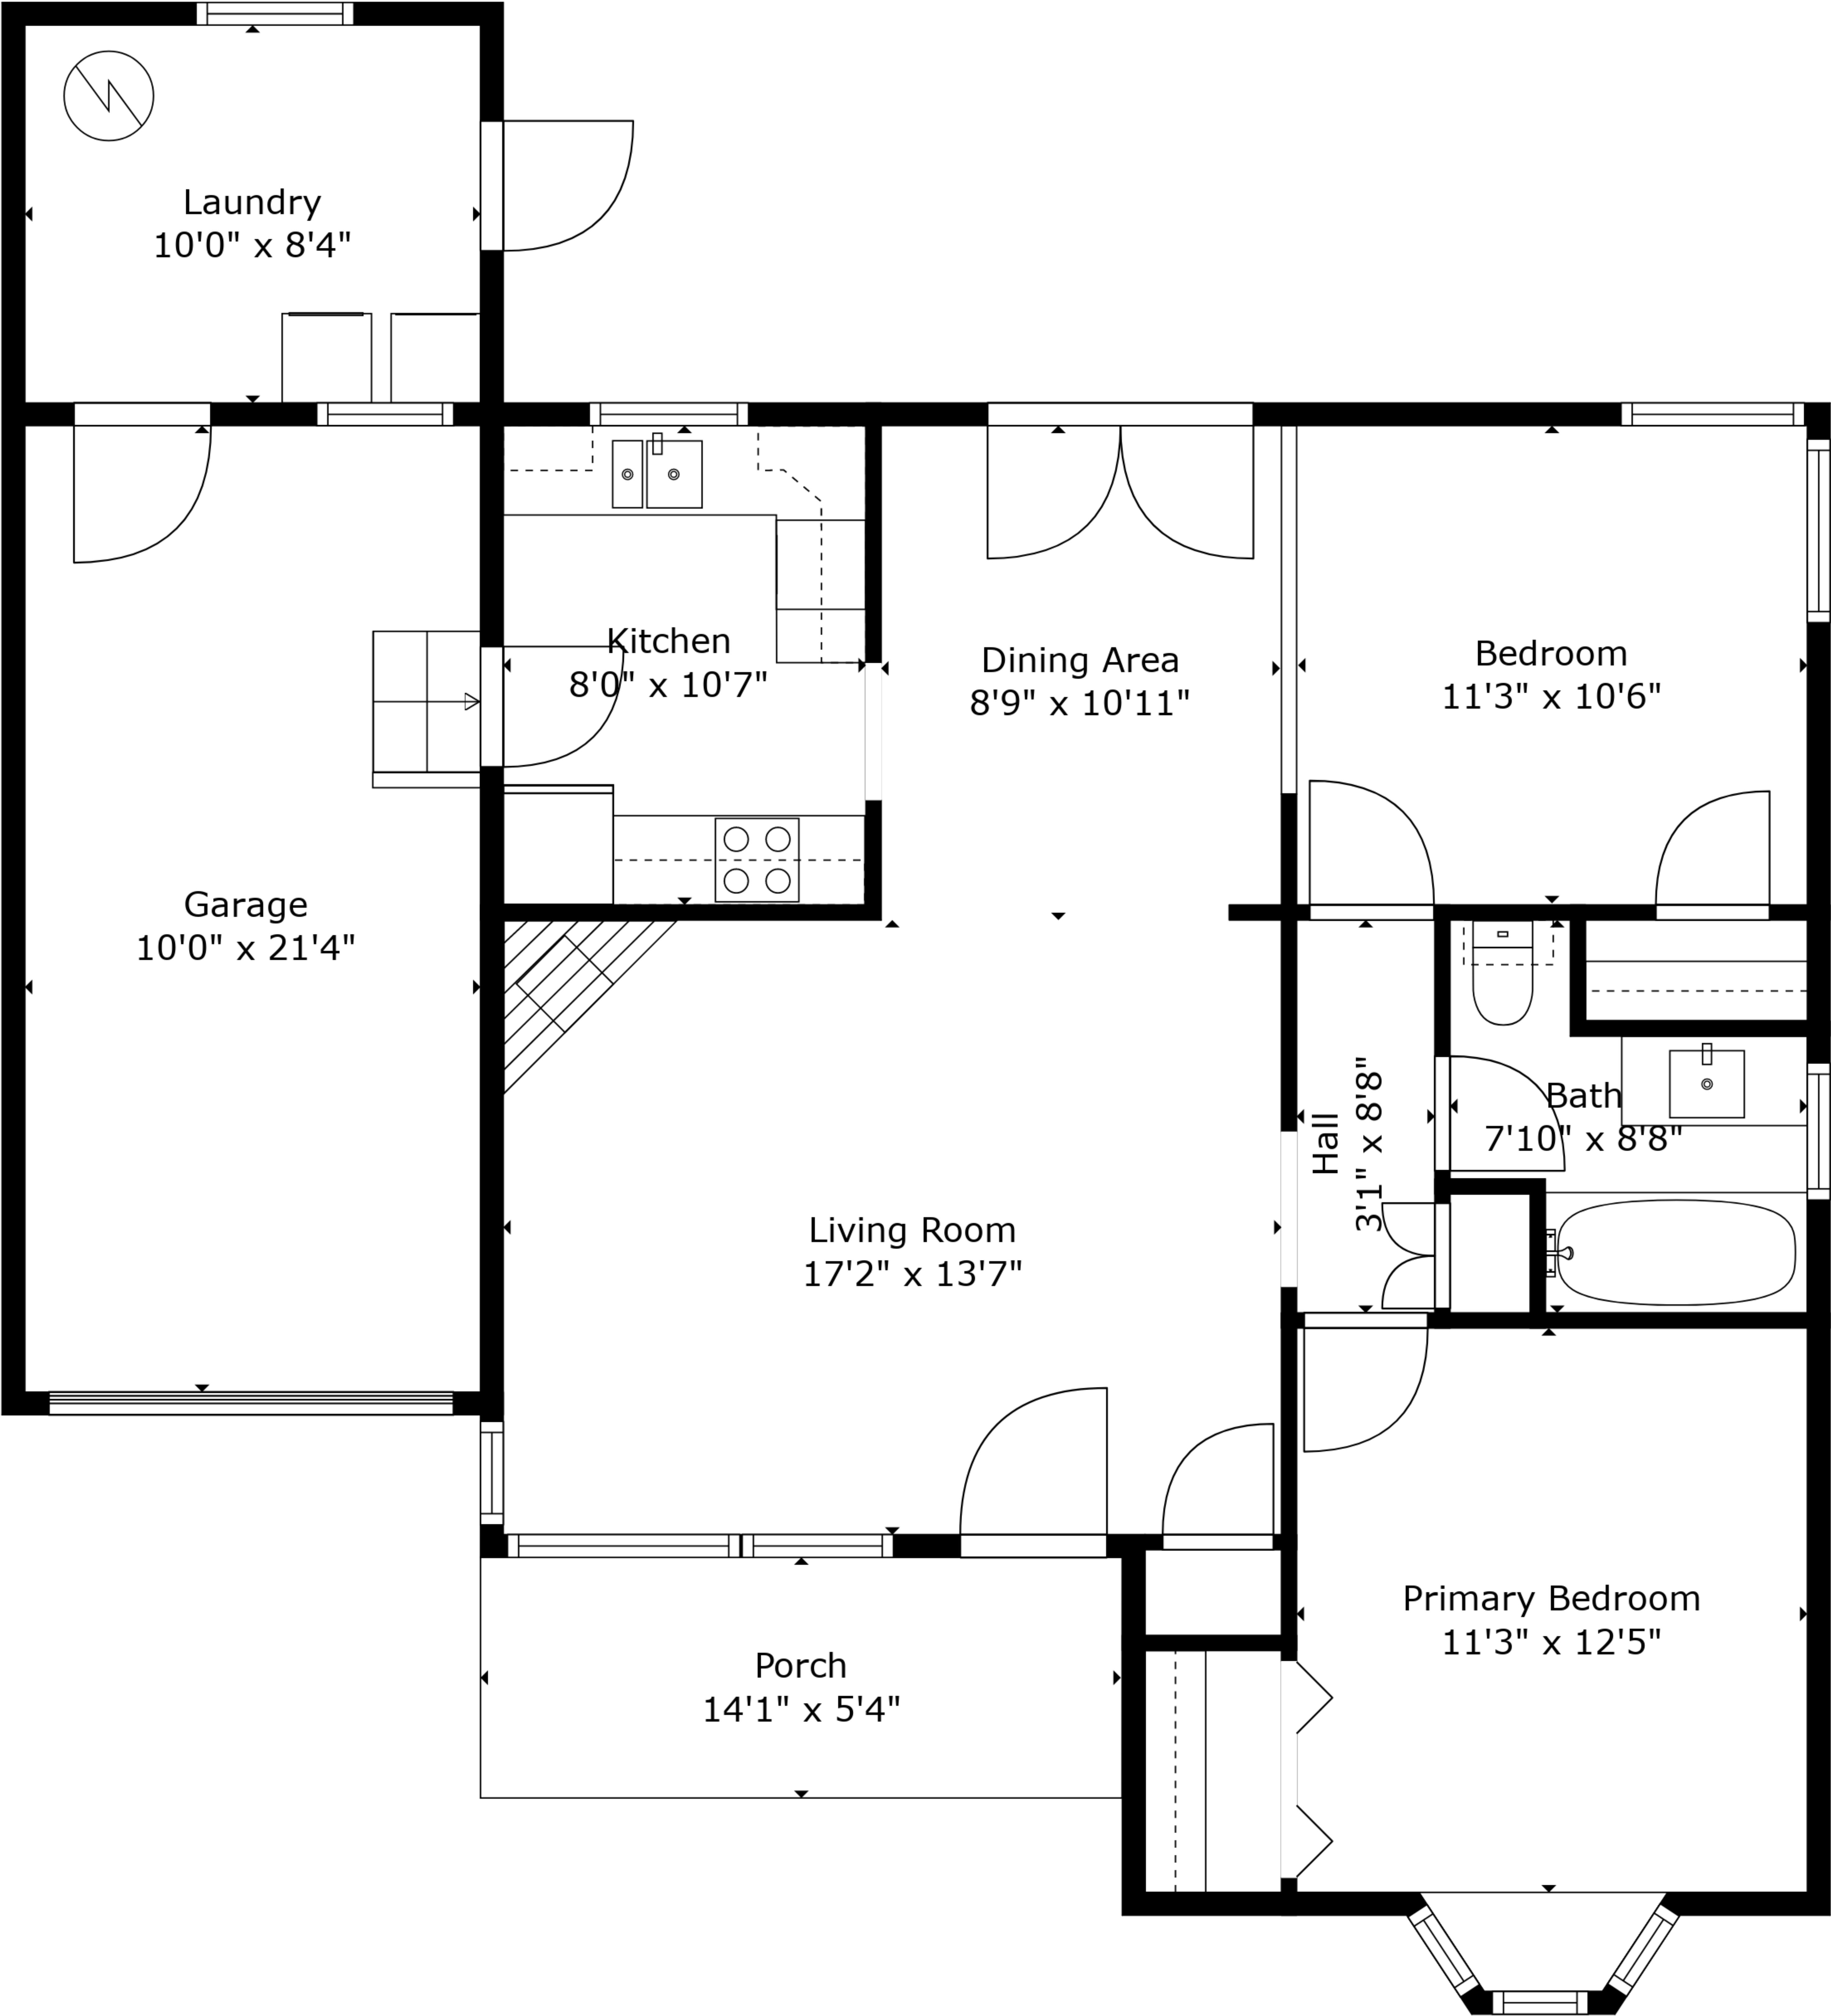 Laundry
10'0" x 8'4"
Kitchen
8'0" x 10'7"
Dining Area
8'9" x 10'11"
Bedroom
11'3" x 10'6"
Garage
10'0" x 21'4"
Hall
3'1" x 8'8"
Bath
7'10" x 8'8"
Living Room
17'2" x 13'7"
Primary Bedroom
11'3" x 12'5"
Porch
14'1" x 5'4"